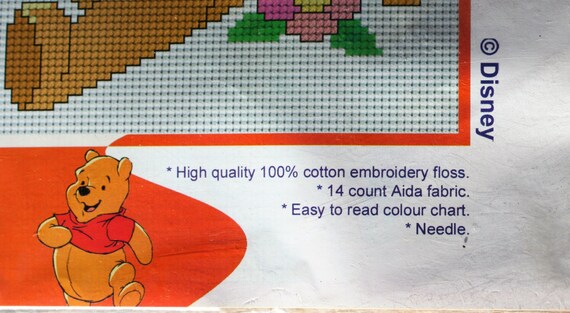 * High quality 100% cotton embroidery floss.
* 14 count Aida fabric.
* Easy to read colour chart.
* Needle.
© Disney